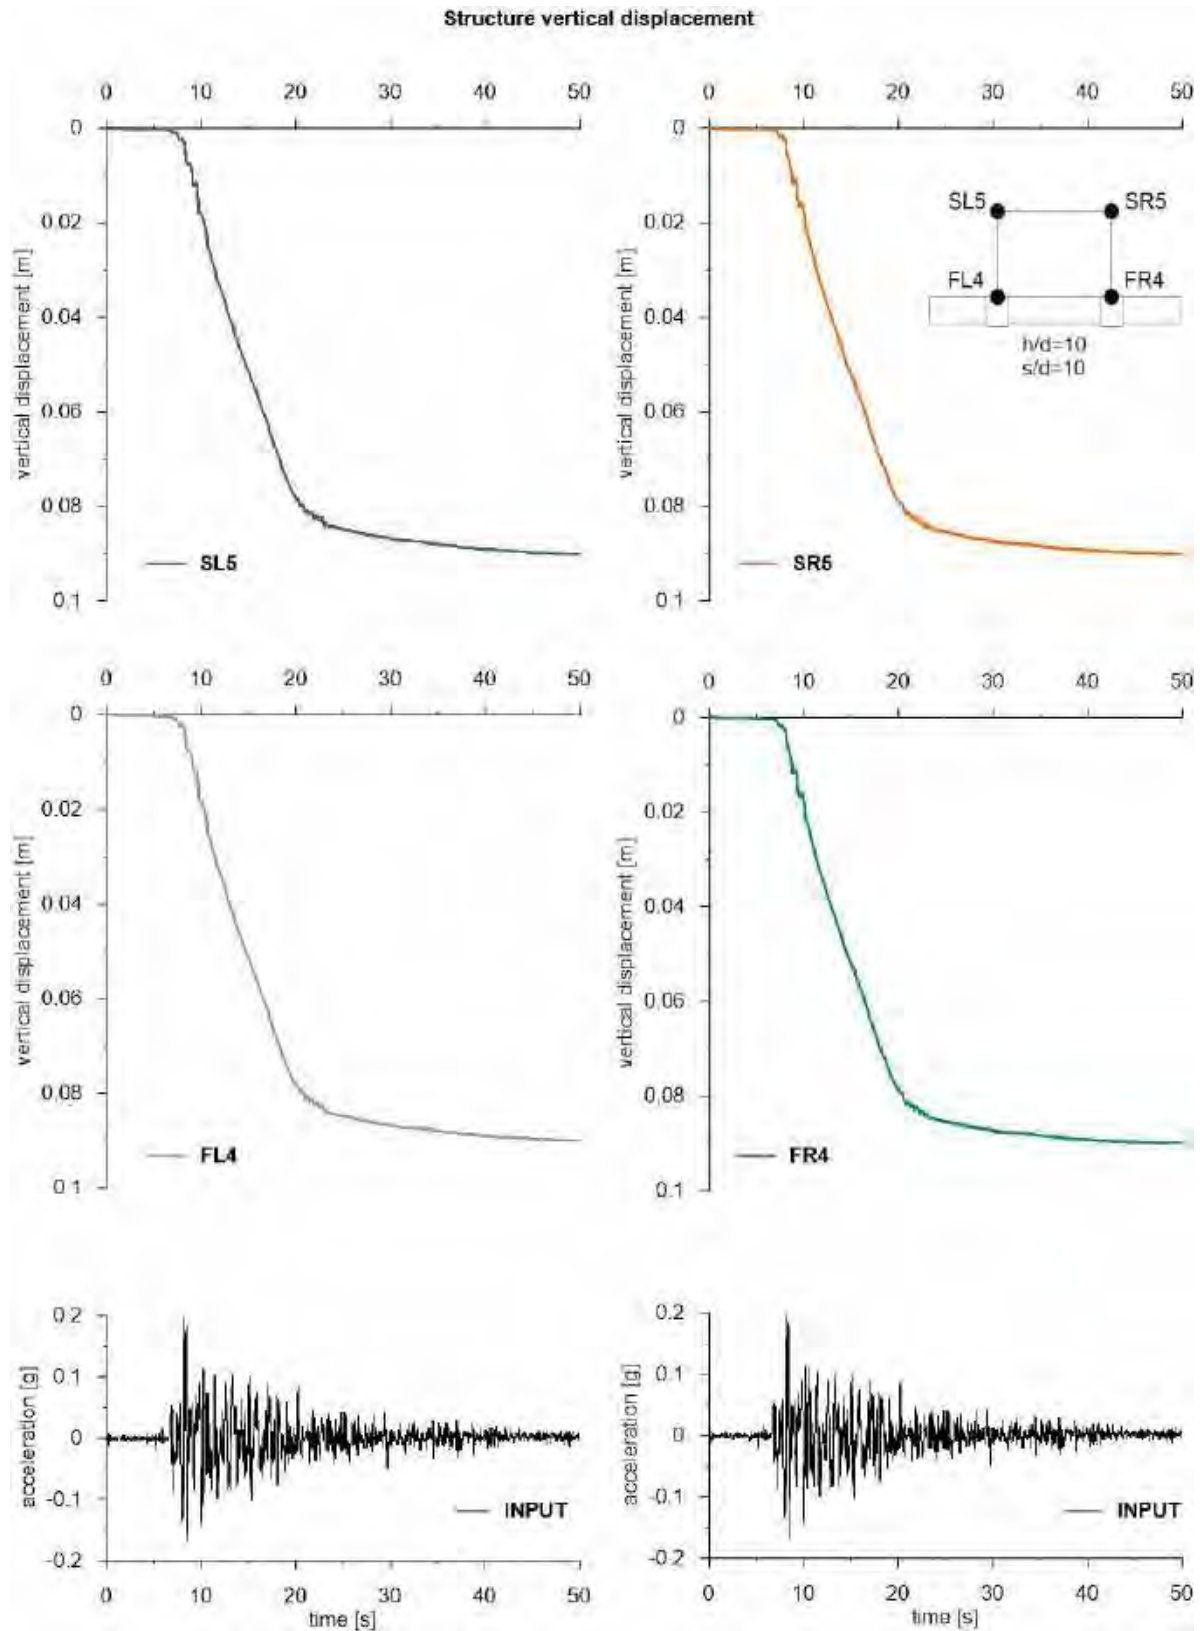 Structure vertical displacement
0 10 20 30 40 50
0
0.02
0.04
0.06
0.08
0.1
vertical displacement [m]
SL5
0 10 20 30 40 50
0
0.02
0.04
0.06
0.08
0.1
vertical displacement [m]
SL5 SR5
FL4 FR4
h/d=10
s/d=10
SR5
0 10 20 30 40 50
0
0.02
0.04
0.06
0.08
0.1
vertical displacement [m]
FL4
0 10 20 30 40 50
0
0.02
0.04
0.06
0.08
0.1
vertical displacement [m]
FR4
0.2
0.1
0
-0.1
-0.2
acceleration [g]
INPUT
0 10 20 30 40 50
time [s]
0.2
0.1
0
-0.1
-0.2
acceleration [g]
INPUT
0 10 20 30 40 50
time [s]